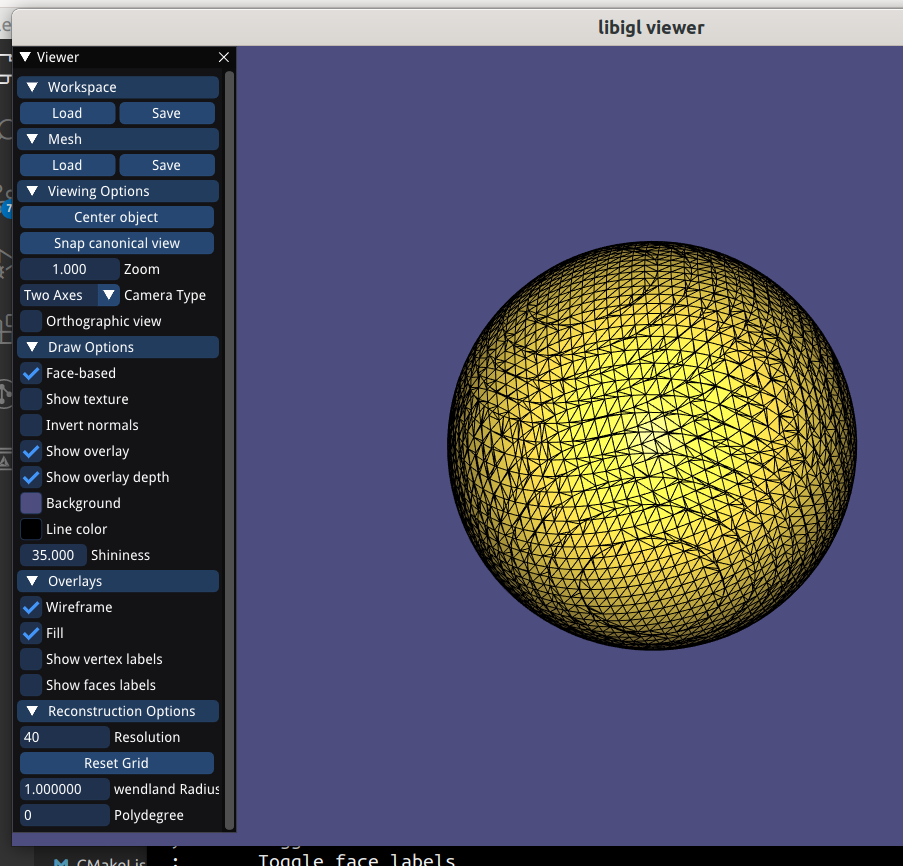 libigl viewer
Viewer
Workspace
Load Save
Mesh
Load Save
Viewing Options
Center object
Snap canonical view
1.000 Zoom
Two Axes Camera Type
Orthographic view
Draw Options
Face-based
Show texture
Invert normals
Show overlay
Show overlay depth
Background
Line color
35.000 Shininess
Overlays
Wireframe
Fill
Show vertex labels
Show faces labels
Reconstruction Options
40 Resolution
Reset Grid
1.000000 wendland Radius
0 Polydegree
7
CMakeLis
: Toggle face labels